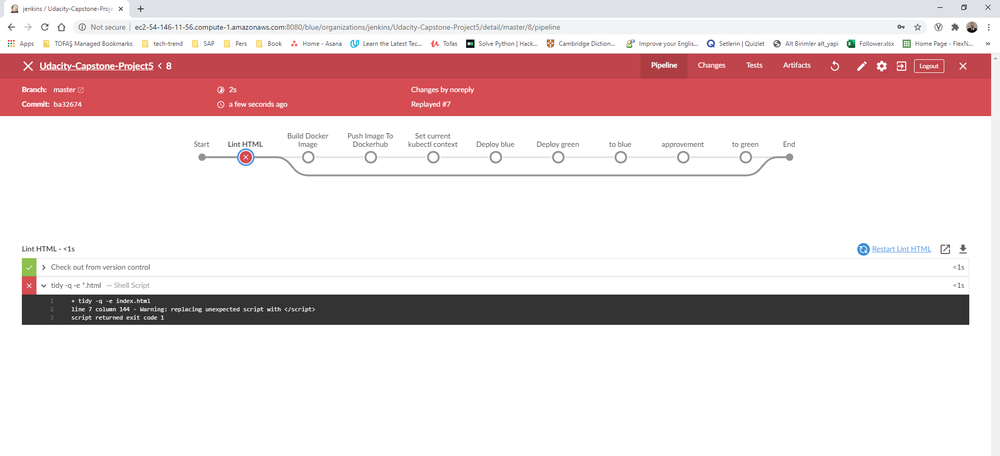 jenkins / Udacity-Capstone-Proje
Not secure ec2-54-146-11-56.compute-1.amazonaws.com:8080/blue/organizations/jenkins/Udacity-Capstone-Project5/detail/master/8/pipeline
Apps TOFAŞ Managed Bookmarks tech-trend SAP Pers Book Home - Asana Learn the Latest Tec... Tofas Solve Python | Hack... Cambridge Diction... Improve your Englis... Setlerin | Quizlet Alt Birimler alt_yapi Follower.xlsx Home Page - FlexN... »
Udacity-Capstone-Project5 < 8 Pipeline Changes Tests Artifacts Logout
Branch: master 2s Changes by noreply
Commit: ba32674 a few seconds ago Replayed #7
Start
Lint HTML
Build Docker
Image
Push Image To
Dockerhub
Set current
kubectl context
Deploy blue
Deploy green
to blue
approvement
to green
End
Lint HTML - <1s Restart Lint HTML
Check out from version control <1s
tidy -q -e *.html — Shell Script <1s
1 + tidy -q -e index.html
2 line 7 column 144 - Warning: replacing unexpected script with </script>
3 script returned exit code 1